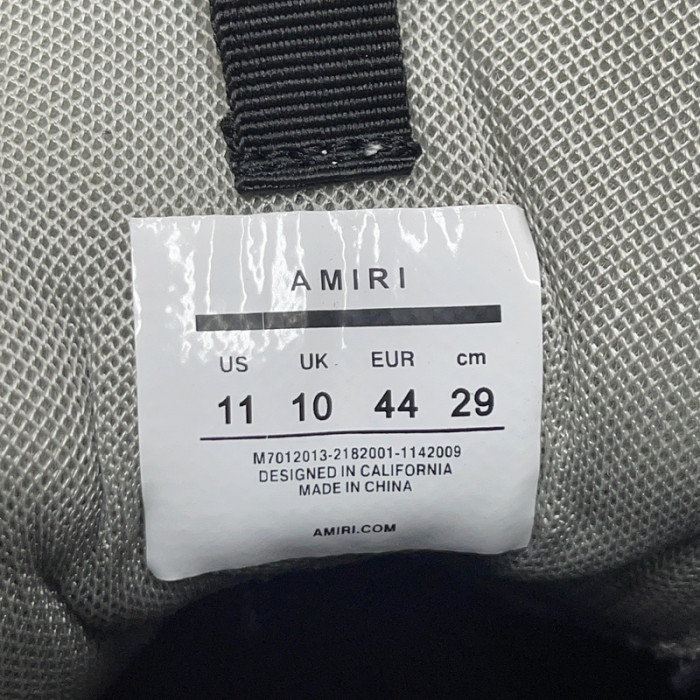 AMIRI
US UK EUR cm
11 10 44 29
M7012013-2182001-1142009
DESIGNED IN CALIFORNIA
MADE IN CHINA
AMIRI.COM